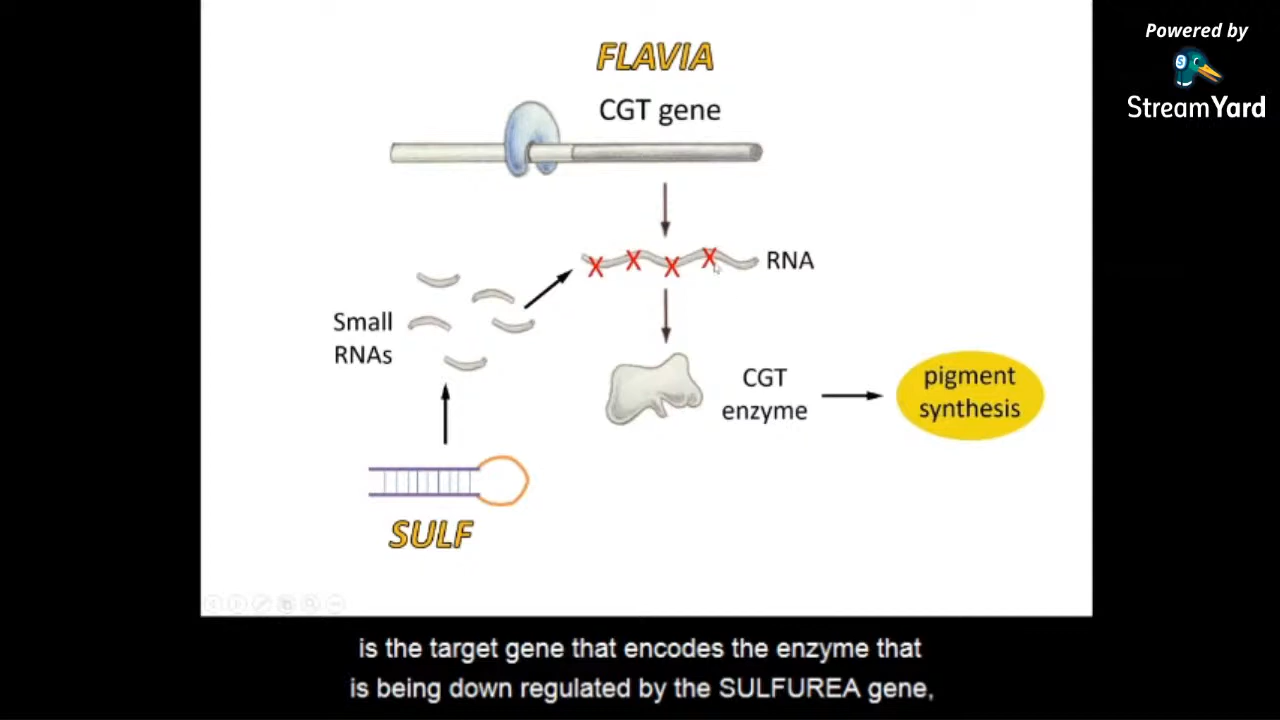 Powered by
StreamYard
FLAVIA
CGT gene
RNA
Small
RNAs
CGT
enzyme
pigment
synthesis
SULF
is the target gene that encodes the enzyme that
is being down regulated by the SULFUREA gene,